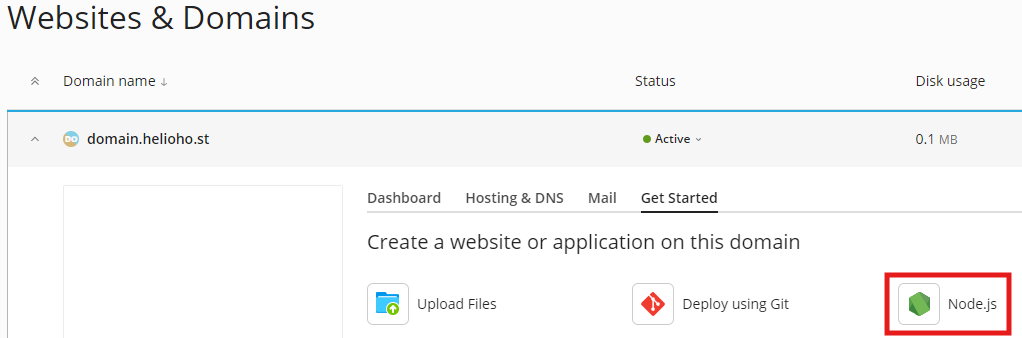 Websites & Domains
Domain name ↓ Status Disk usage
DO domain.helioho.st Active 0.1 MB
Dashboard Hosting & DNS Mail Get Started
Create a website or application on this domain
Upload Files Deploy using Git Node.js